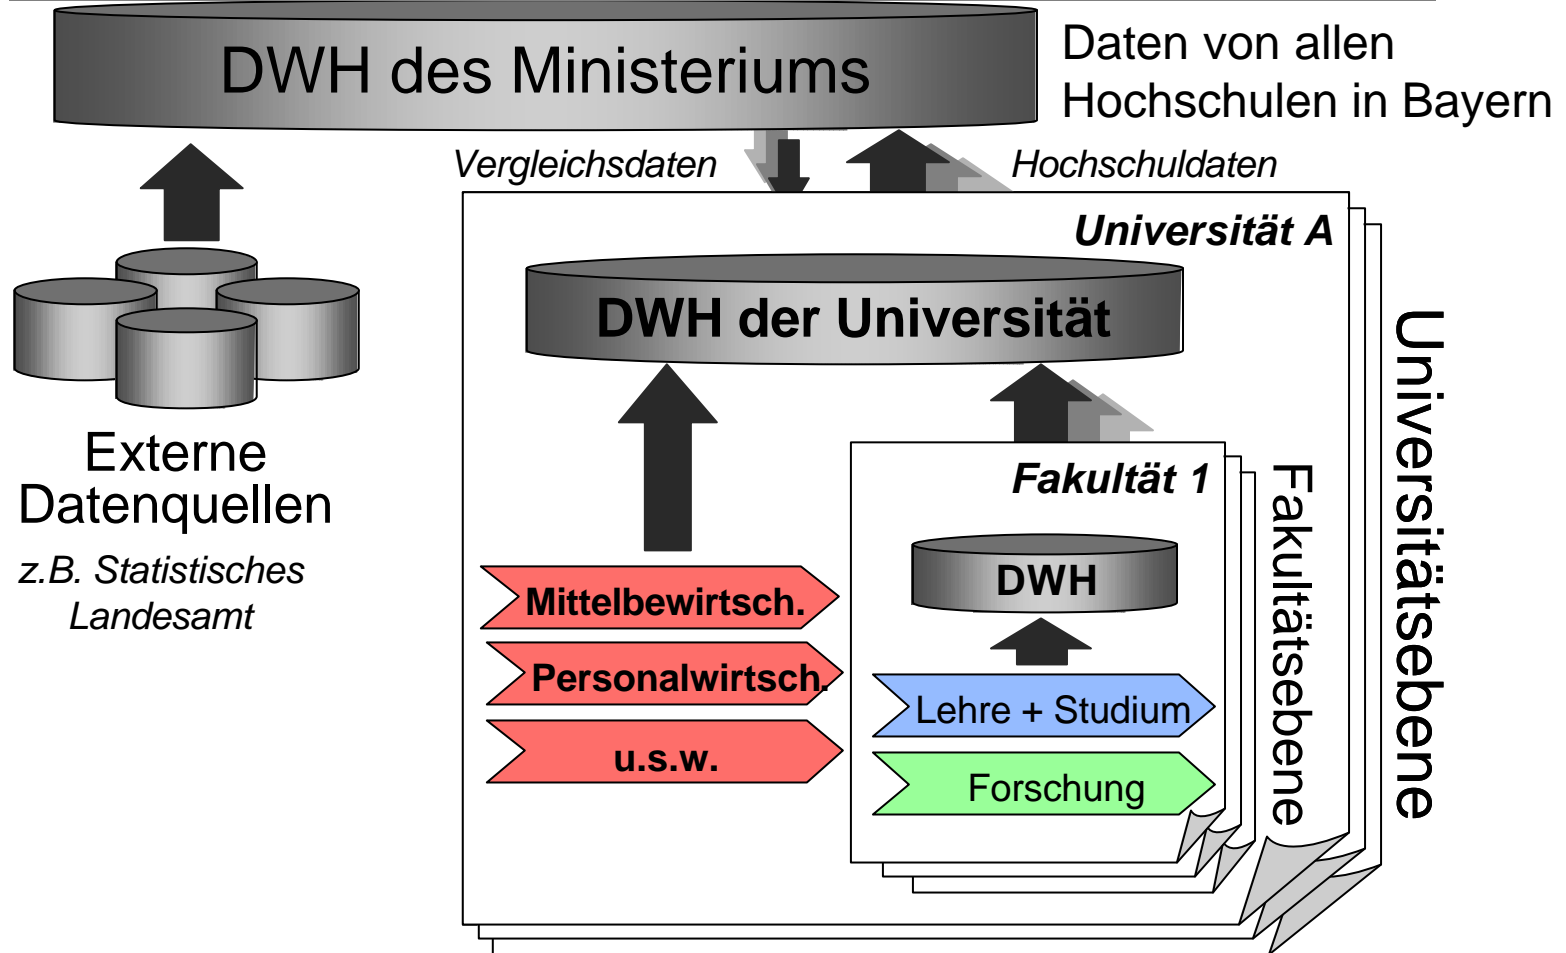 DWH des Ministeriums
Daten von allen
Hochschulen in Bayern
Vergleichsdaten
Hochschuldaten
Universität A
DWH der Universität
Externe
Datenquellen
z.B. Statistisches
Landesamt
Fakultät 1
DWH
Mittelbewirtsch.
Personalwirtsch.
u.s.w.
Lehre + Studium
Forschung
Fakultätsebene
Universitätsebene